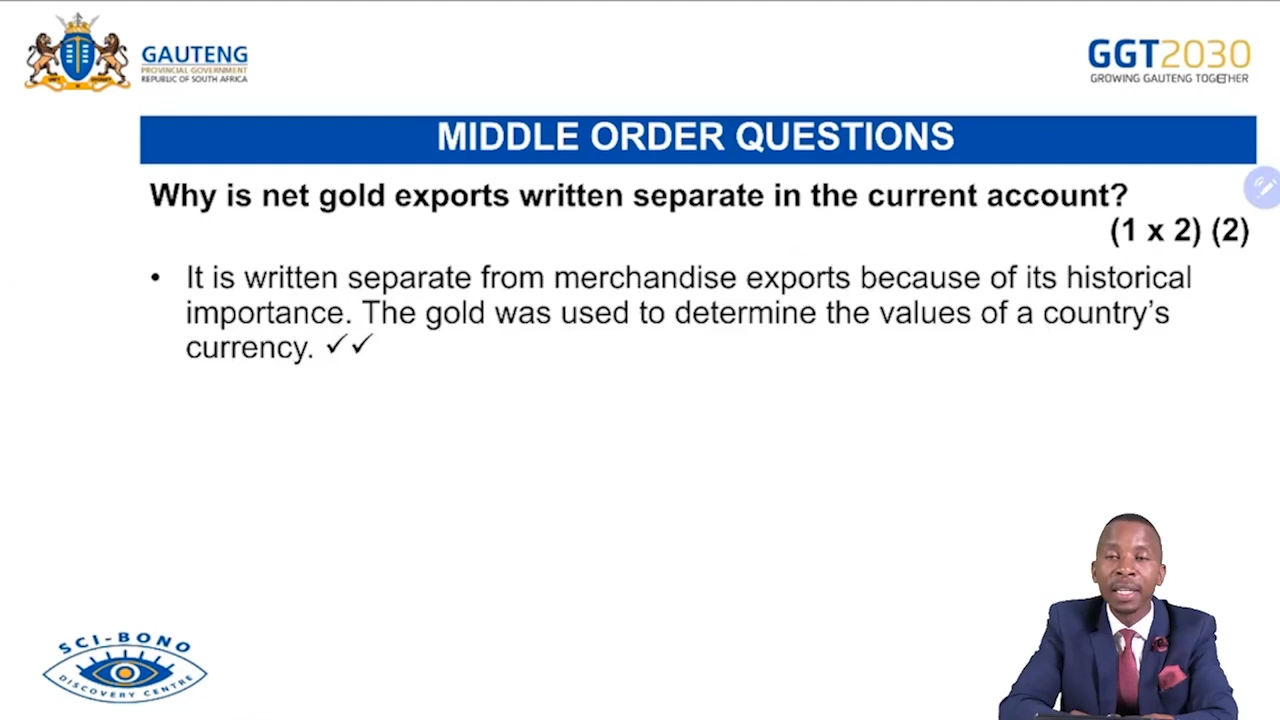 GAUTENG
PROVINCIAL GOVERNMENT
REPUBLIC OF SOUTH AFRICA
GGT2030
GROWING GAUTENG TOGETHER
MIDDLE ORDER QUESTIONS
Why is net gold exports written separate in the current account?
(1 x 2) (2)
• It is written separate from merchandise exports because of its historical
importance. The gold was used to determine the values of a country’s
currency. ✓✓
SCI-BONO
DISCOVERY CENTRE